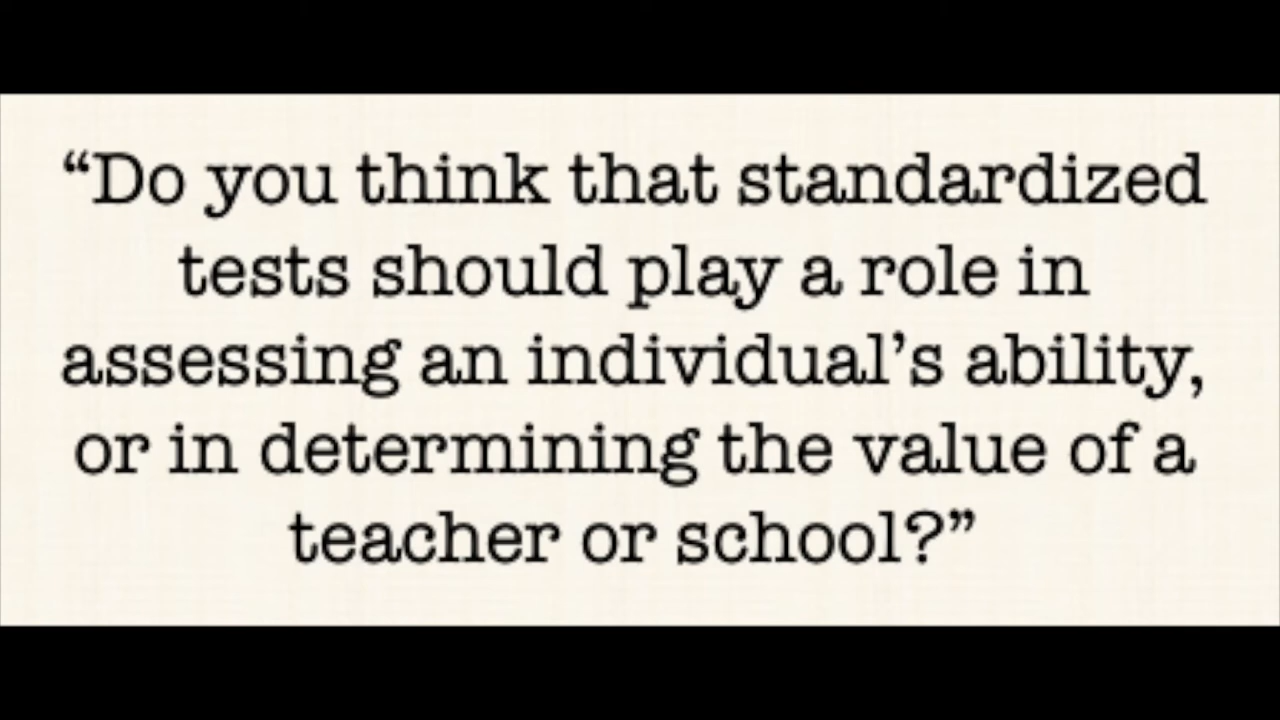 “Do you think that standardized
tests should play a role in
assessing an individual’s ability,
or in determining the value of a
teacher or school?”